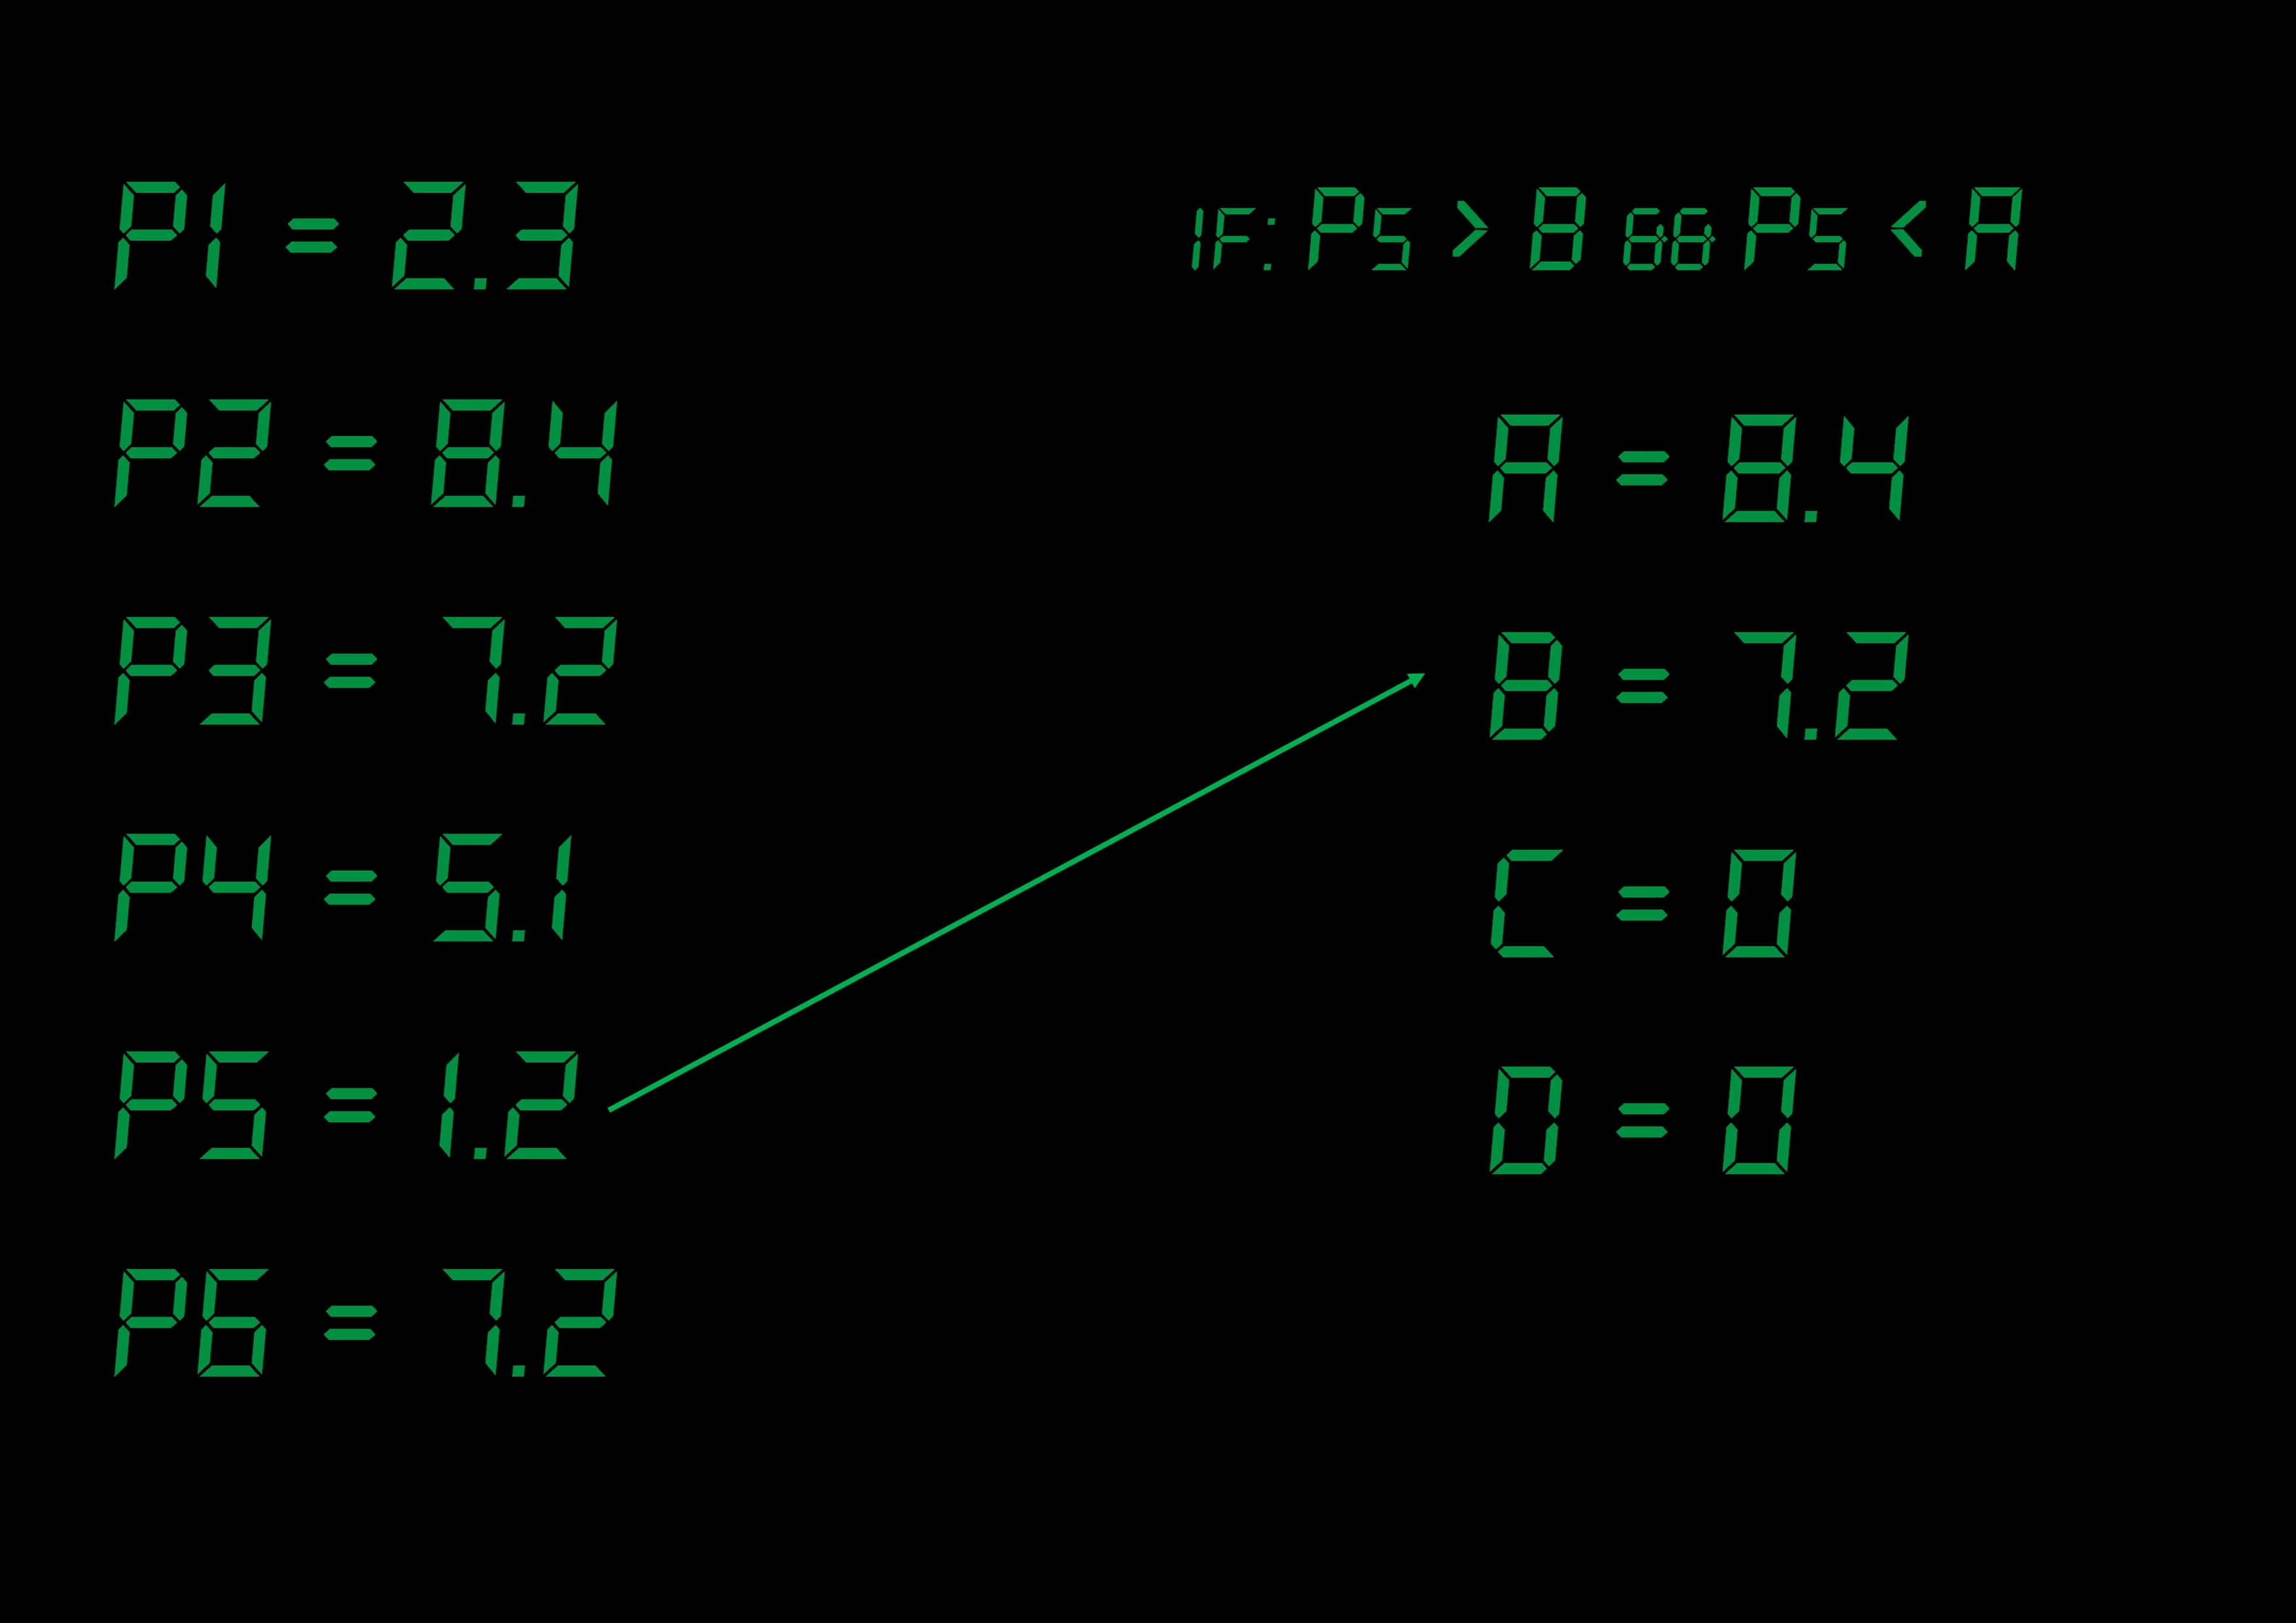 P1 = 2.3
P2 = 8.4
P3 = 7.2
P4 = 5.1
P5 = 1.2
P6 = 7.2
IF: P5 > B && P5 < A
A = 8.4
B = 7.2
C = 0
D = 0